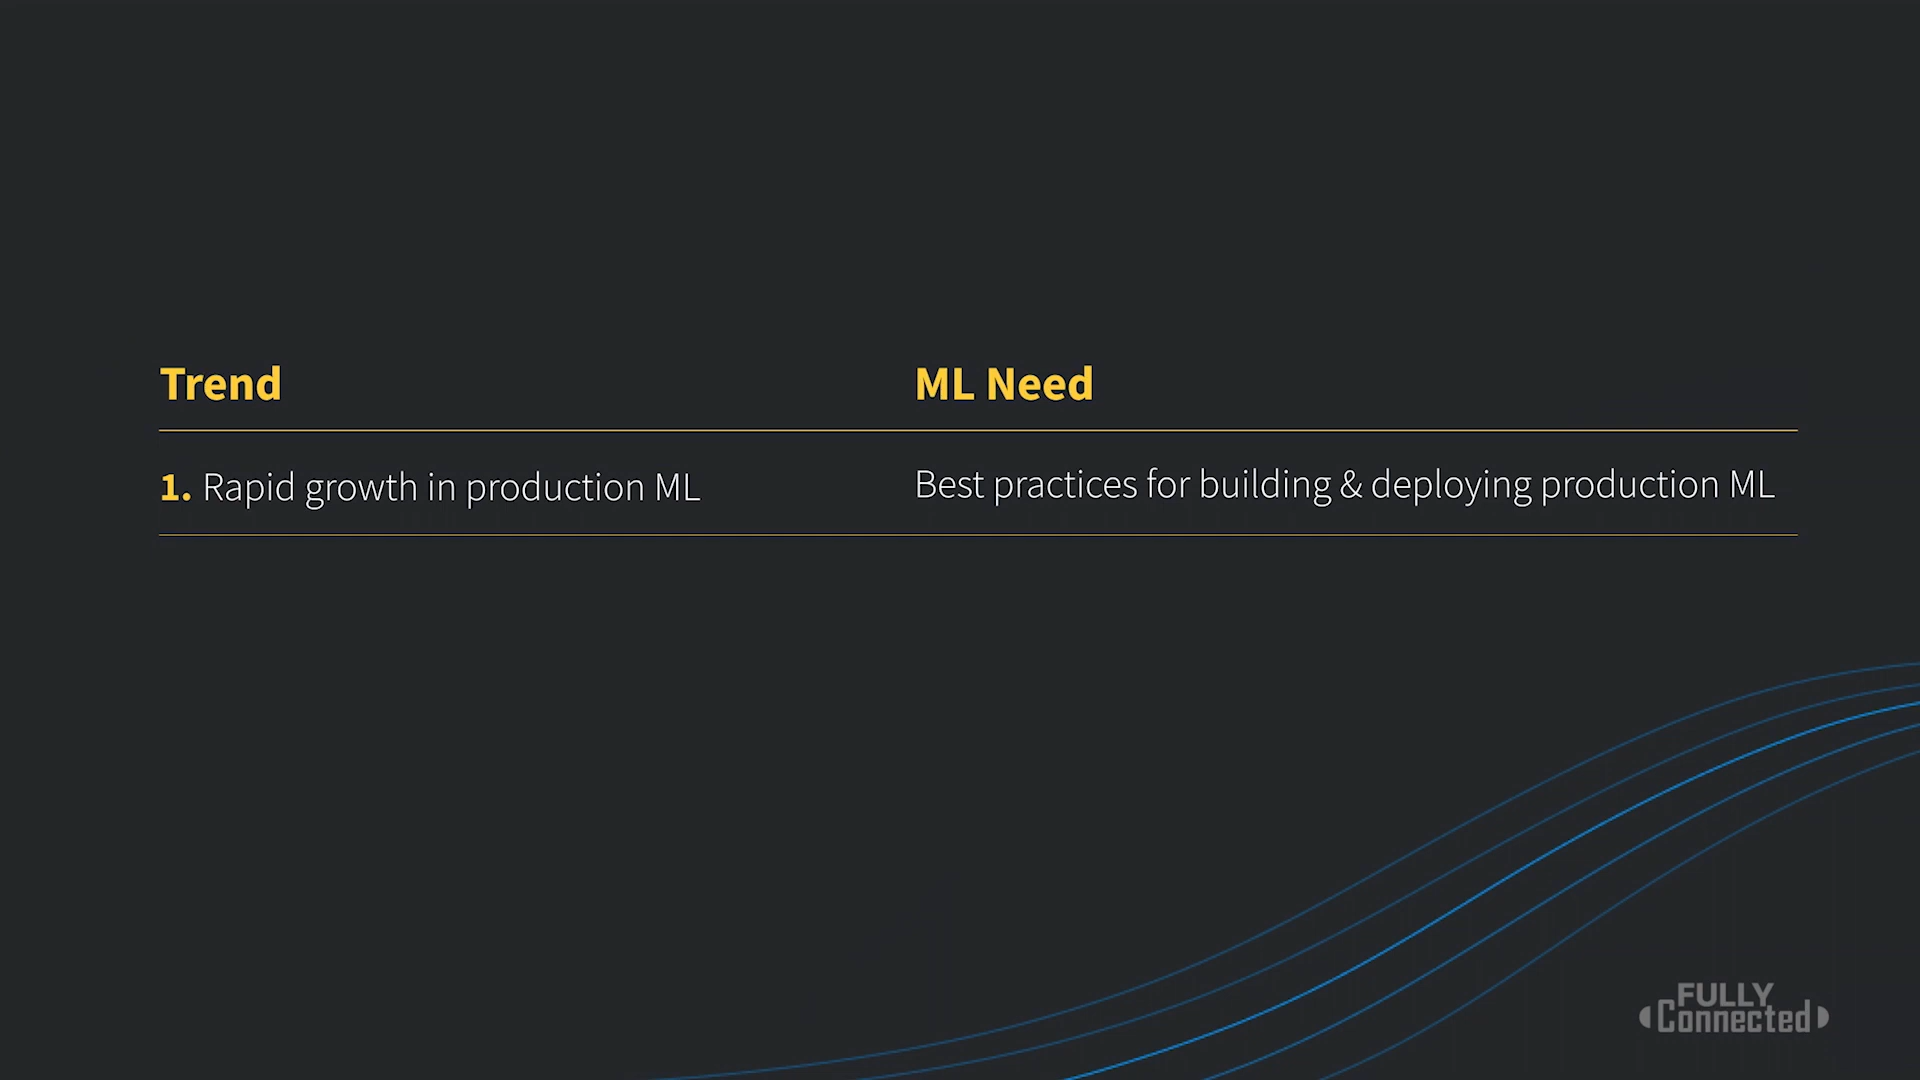 Trend
ML Need
1. Rapid growth in production ML
Best practices for building & deploying production ML
FULLY
Connected